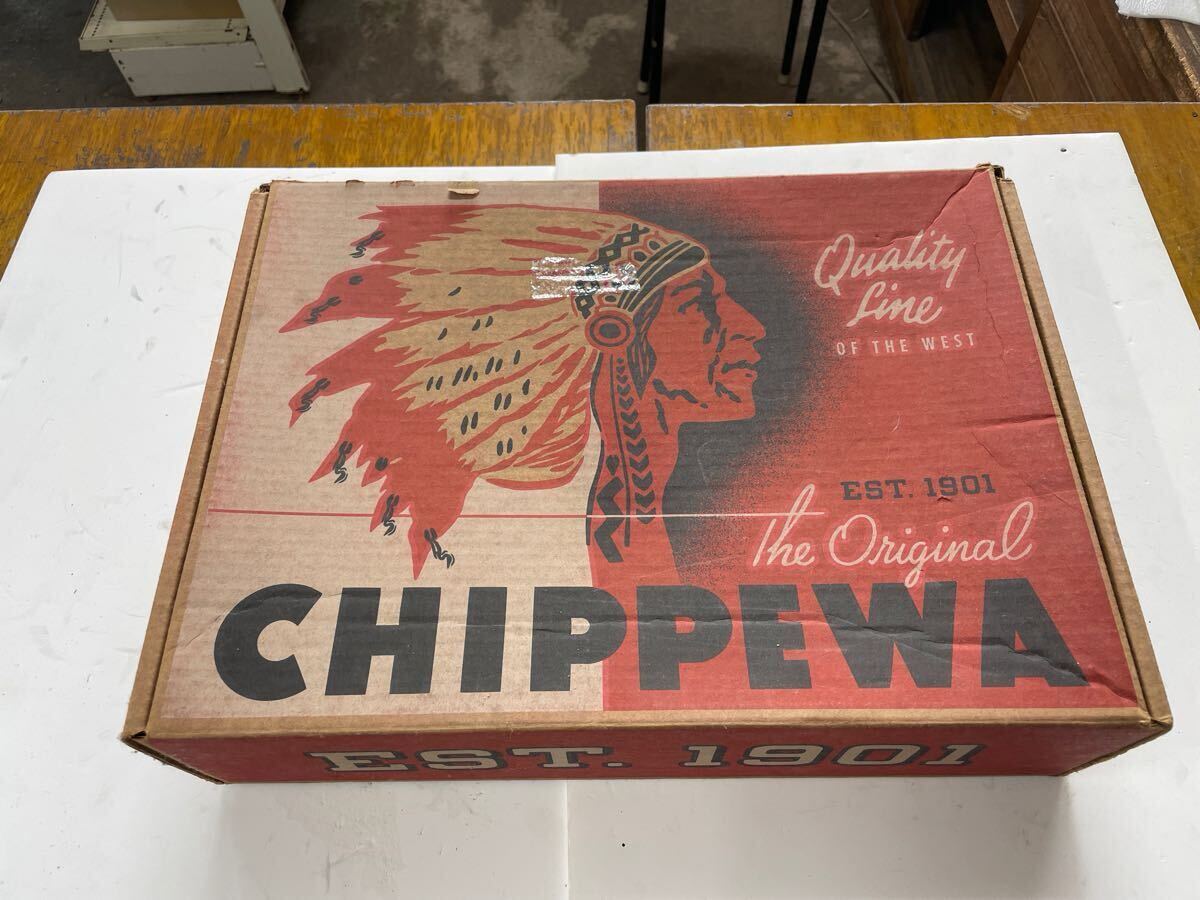 Quality
Line
OF THE WEST
EST. 1901
The Original
CHIPPEWA
EST. 1901